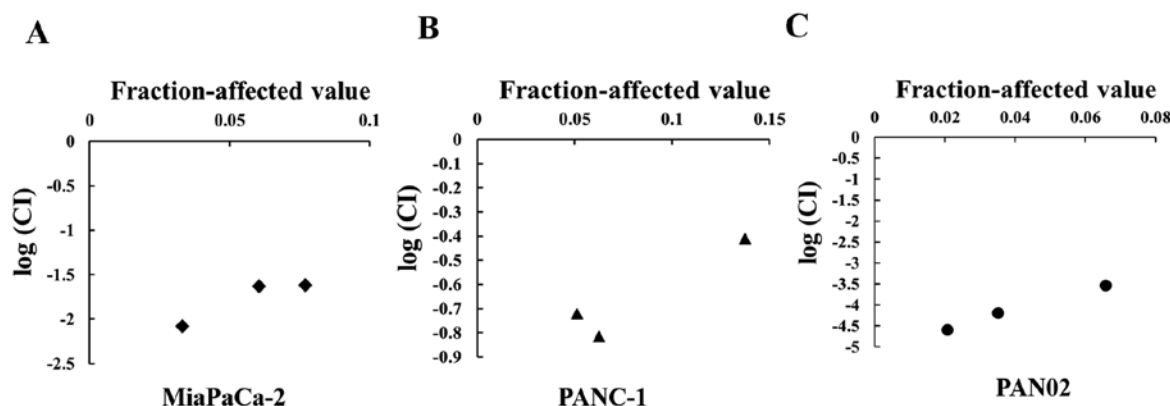 A
Fraction-affected value
0 0.05 0.1
log (CI)
0
-0.5
-1
-1.5
-2
-2.5
MiaPaCa-2
B
Fraction-affected value
0 0.05 0.1 0.15
log (CI)
0
-0.1
-0.2
-0.3
-0.4
-0.5
-0.6
-0.7
-0.8
-0.9
PANC-1
C
Fraction-affected value
0 0.02 0.04 0.06 0.08
log (CI)
0
-0.5
-1
-1.5
-2
-2.5
-3
-3.5
-4
-4.5
-5
PAN02